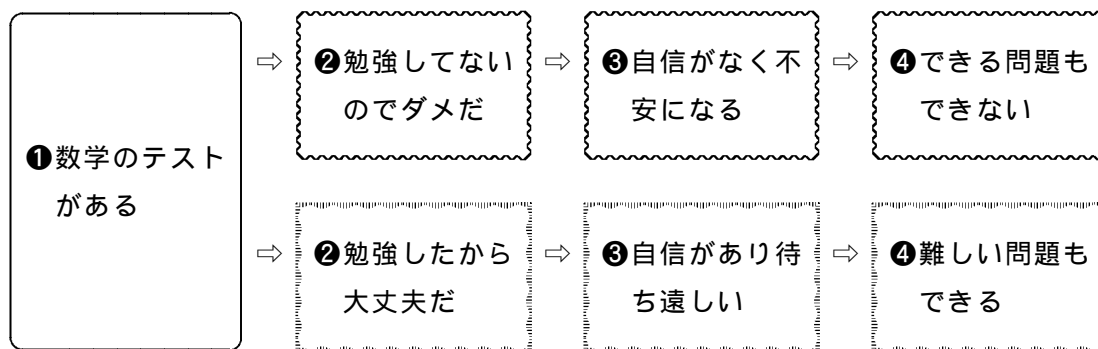 ❶数学のテスト
がある
⇨
❷勉強してない
のでダメだ
⇨
❸自信がなく不
安になる
⇨
❹できる問題も
できない
⇨
❷勉強したから
大丈夫だ
⇨
❸自信があり待
ち遠しい
⇨
❹難しい問題も
できる